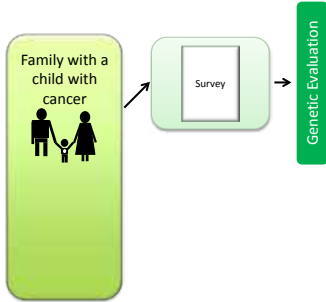 Family with a
child with
cancer
Survey
Genetic Evaluation